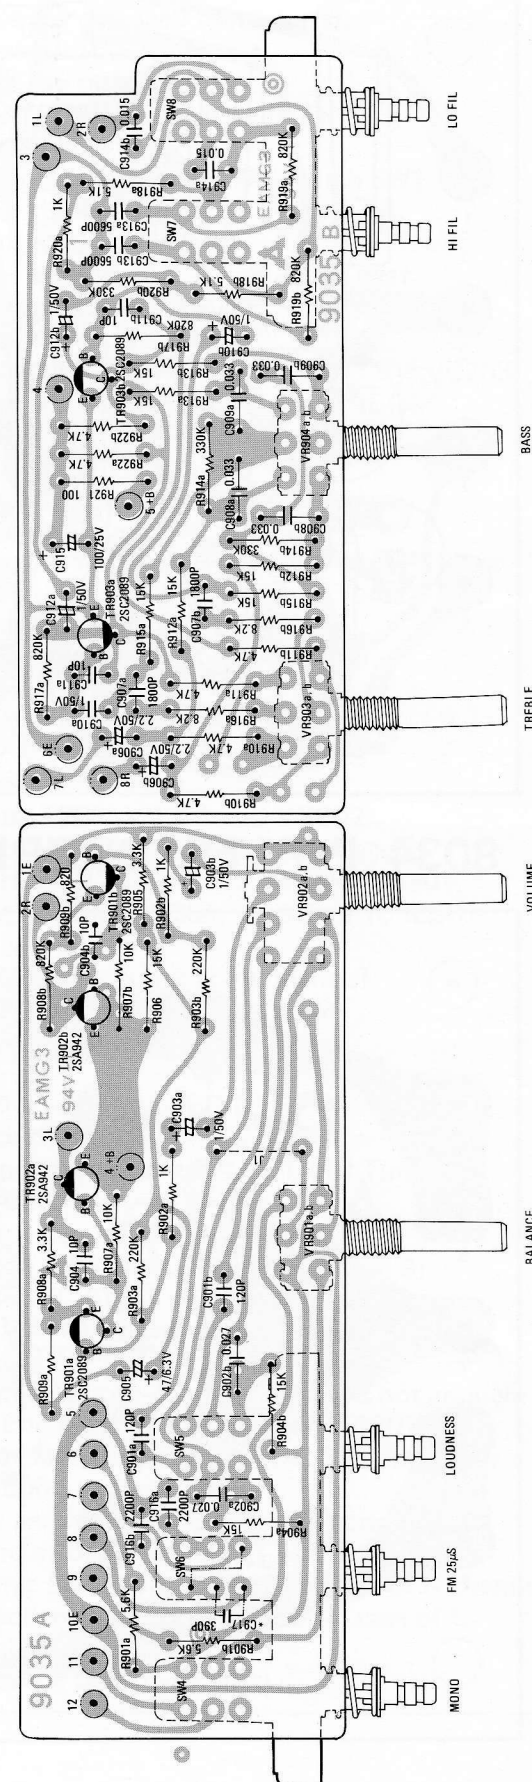 1L
2R
3
C914b 0.015
SW8
LO FIL
0.015
C914a
R919a 820K
EAMG3
1K
R920a
5.1K
R918a
C913a 5600P
C913b 5600P
SW7
HI FIL
9035 B
330K
R920b
C912b 1/50V
+
10P
C911b
820K
R917b
5.1K
R918b
820K
R919b
1/50V
+
C910b
4
B
E
C
TR903b
2SC2089
15K
R913b
15K
R913a
0.033
C909b
0.033
C909a
VR904a.b
BASS
4.7K
R922b
4.7K
R922a
100
R921
5 +B
330K
R914a
0.033
C908a
0.033
C908b
330K
R914b
15K
R912b
15K
R915b
8.2K
R916b
4.7K
R911b
+
C915
100/25V
C912a
1/50V
TR903a
2SC2089
E
B
C
R915a 15K
R912a 15K
1800P
C907b
820K
R917a
10P
C911a
1/50V
C910a
C907a
1800P
2.2/50V
C906a
2.2/50V
C906b
4.7K
R911a
8.2K
R916a
4.7K
R910a
4.7K
R910b
VR903a.b
TREBLE
6E
7L
8R
1E
2R
820
R909b
B
E
C
TR901b
2SC2089
3.3K
R905
1K
R902b
C903b
1/50V
VR902a.b
VOLUME
820K
R908b
10P
C904b
10K
R907b
15K
R906
220K
R903b
TR902b
2SA942
C
B
E
EAMG3
94V
3L
4 +B
C903a
1/50V
J1
TR902a
2SA942
C
E
B
1K
R902a
VR901a.b
BALANCE
3.3K
R908a
10P
C904
10K
R907a
220K
R903a
C901b
120P
R909a
TR901a
2SC2089
E
B
C
C905
47/6.3V
0.027
C902b
15K
R904b
5
6
7
8
9
10E
11
12
120P
C901a
SW5
LOUDNESS
2200P
C916b
C916a
2200P
0.027
C902a
15K
R904a
SW6
FM 25µS
*C917
390P
5.6K
R901a
5.6K
R901b
SW4
MONO
9035A